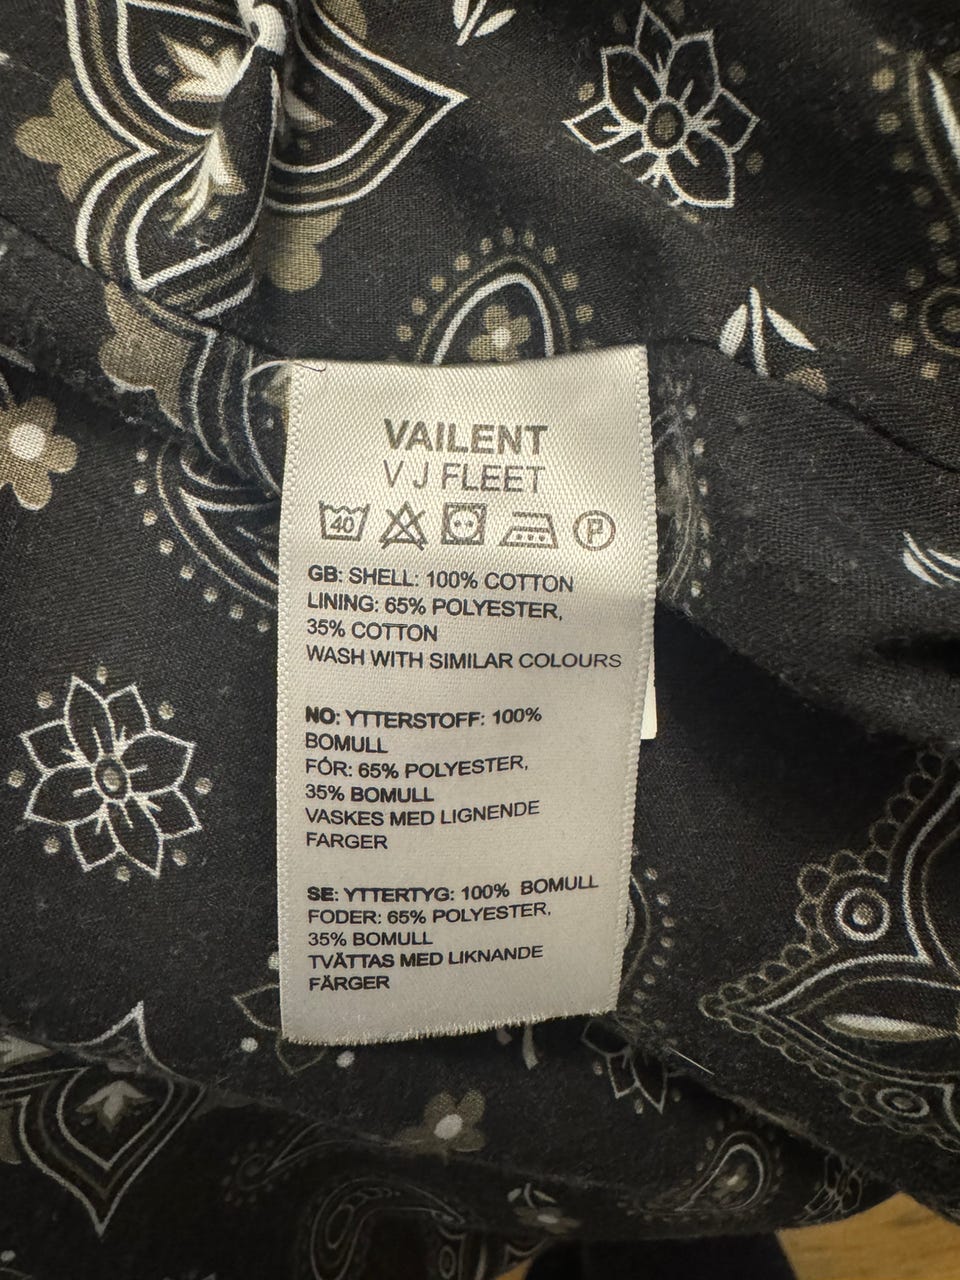 VAILENT
V J FLEET
40 P
GB: SHELL: 100% COTTON
LINING: 65% POLYESTER,
35% COTTON
WASH WITH SIMILAR COLOURS
NO: YTTERSTOFF: 100%
BOMULL
FÓR: 65% POLYESTER,
35% BOMULL
VASKES MED LIGNENDE
FARGER
SE: YTTERTYG: 100% BOMULL
FODER: 65% POLYESTER,
35% BOMULL
TVÄTTAS MED LIKNANDE
FÄRGER